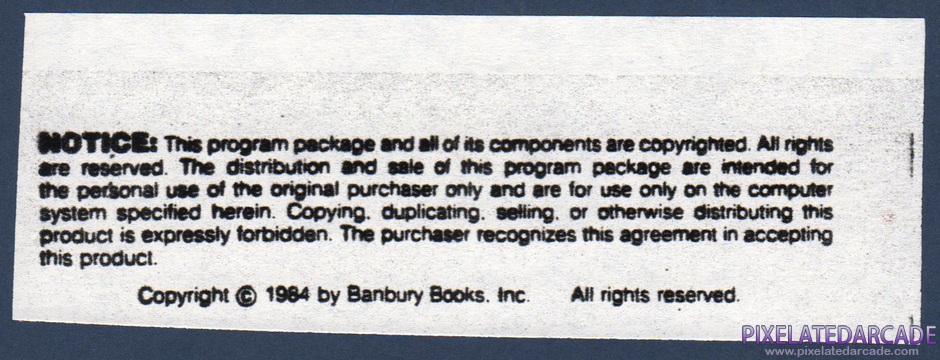 NOTICE: This program package and all of its components are copyrighted. All rights
are reserved. The distribution and sale of this program package are intended for
the personal use of the original purchaser only and are for use only on the computer
system specified herein. Copying, duplicating, selling, or otherwise distributing this
product is expressly forbidden. The purchaser recognizes this agreement in accepting
this product.
Copyright © 1984 by Banbury Books, Inc. All rights reserved.
PIXELATEDARCADE
www.pixelatedarcade.com